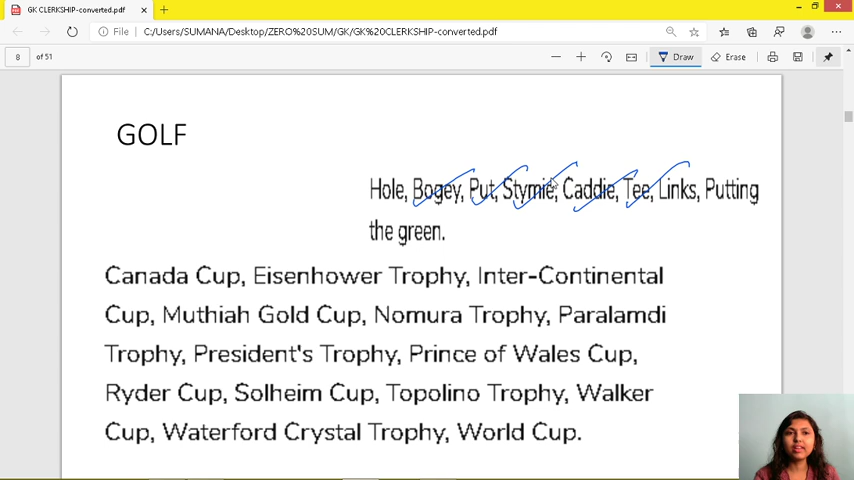 GK CLERKSHIP-converted.pdf
File
C:/Users/SUMANA/Desktop/ZERO%20SUM/GK/GK%20CLERKSHIP-converted.pdf
8 of 51
Draw
Erase
GOLF
Hole, Bogey, Put, Stymie, Caddie, Tee, Links, Putting
the green.
Canada Cup, Eisenhower Trophy, Inter-Continental
Cup, Muthiah Gold Cup, Nomura Trophy, Paralamdi
Trophy, President's Trophy, Prince of Wales Cup,
Ryder Cup, Solheim Cup, Topolino Trophy, Walker
Cup, Waterford Crystal Trophy, World Cup.